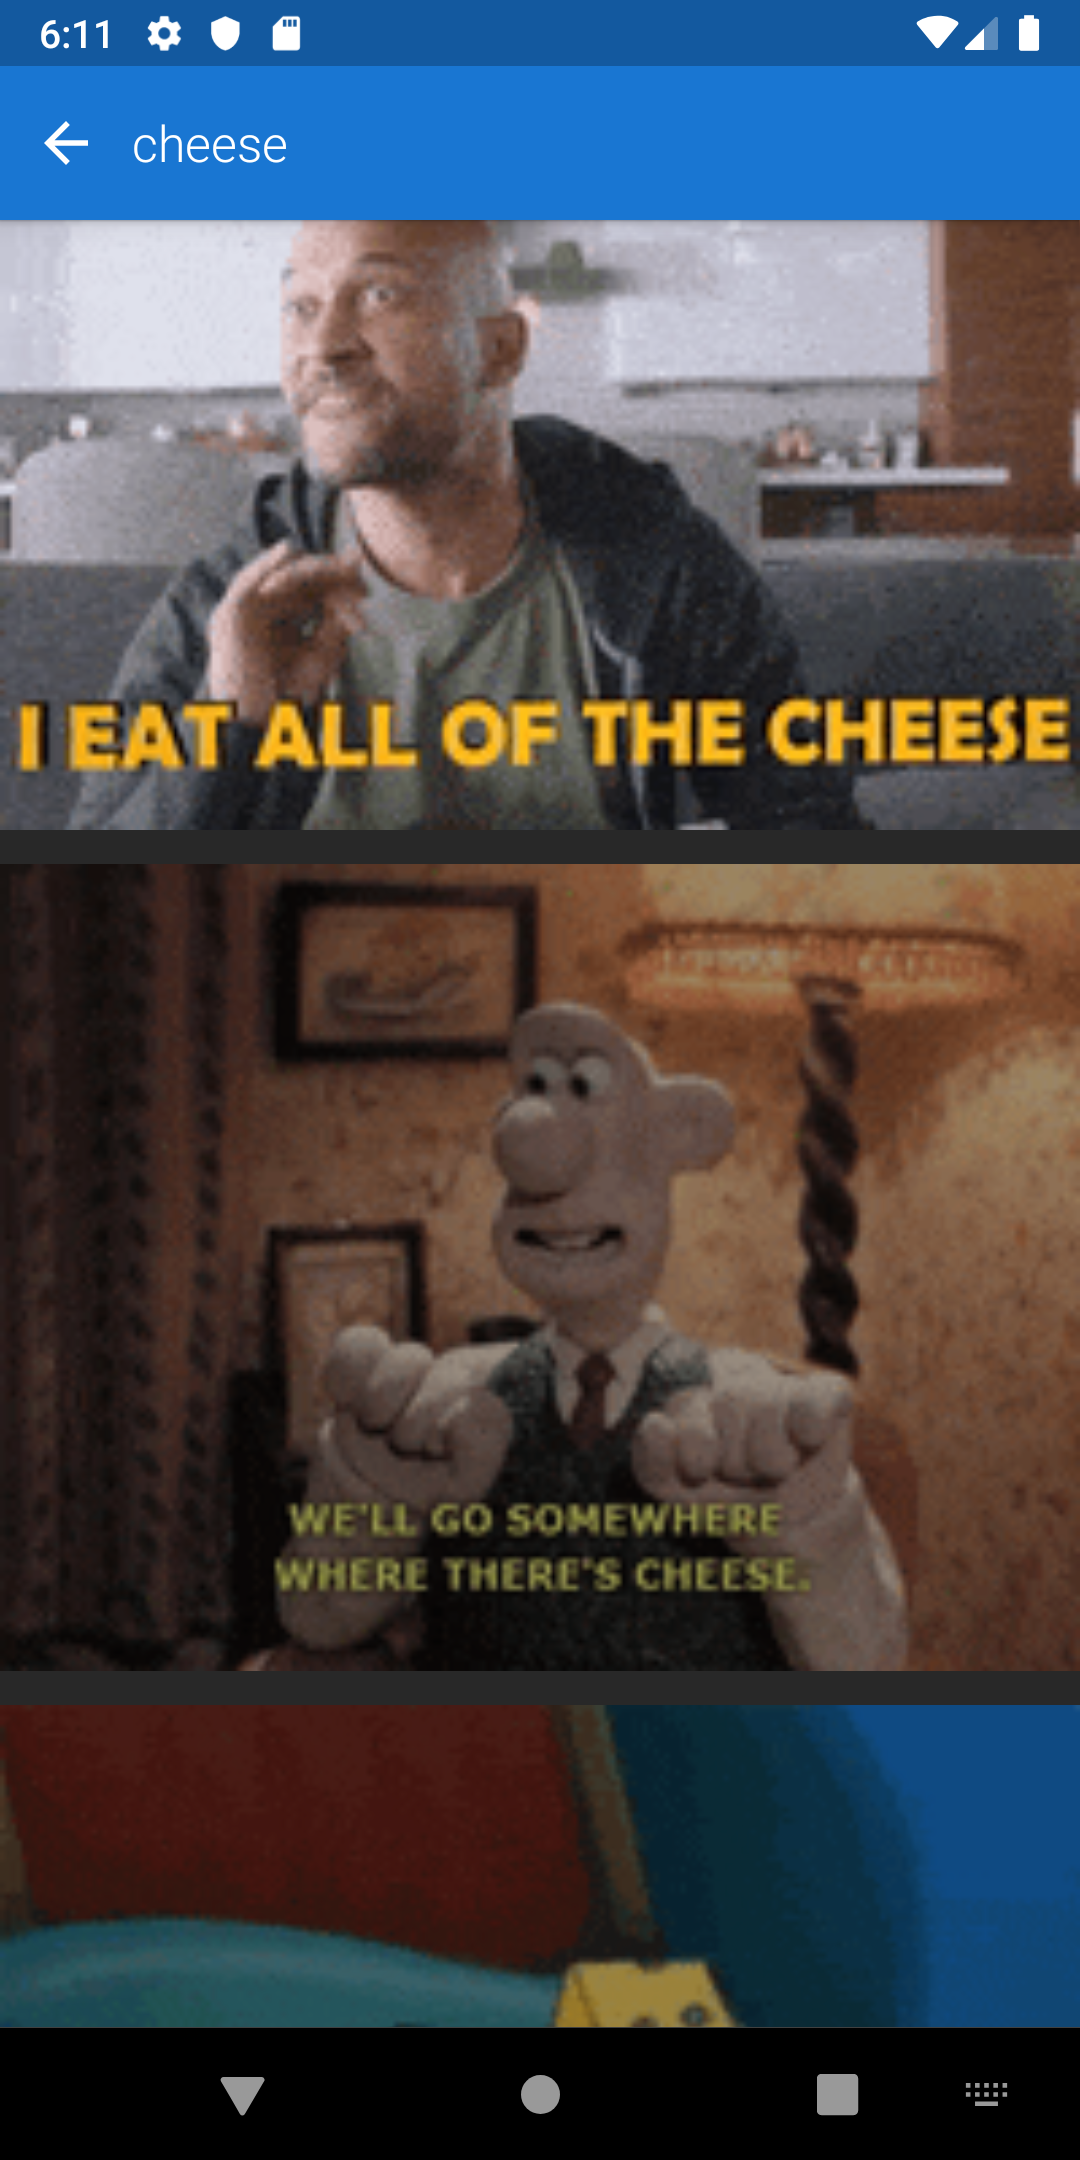 6:11
cheese
I EAT ALL OF THE CHEESE
WE'LL GO SOMEWHERE
WHERE THERE'S CHEESE.